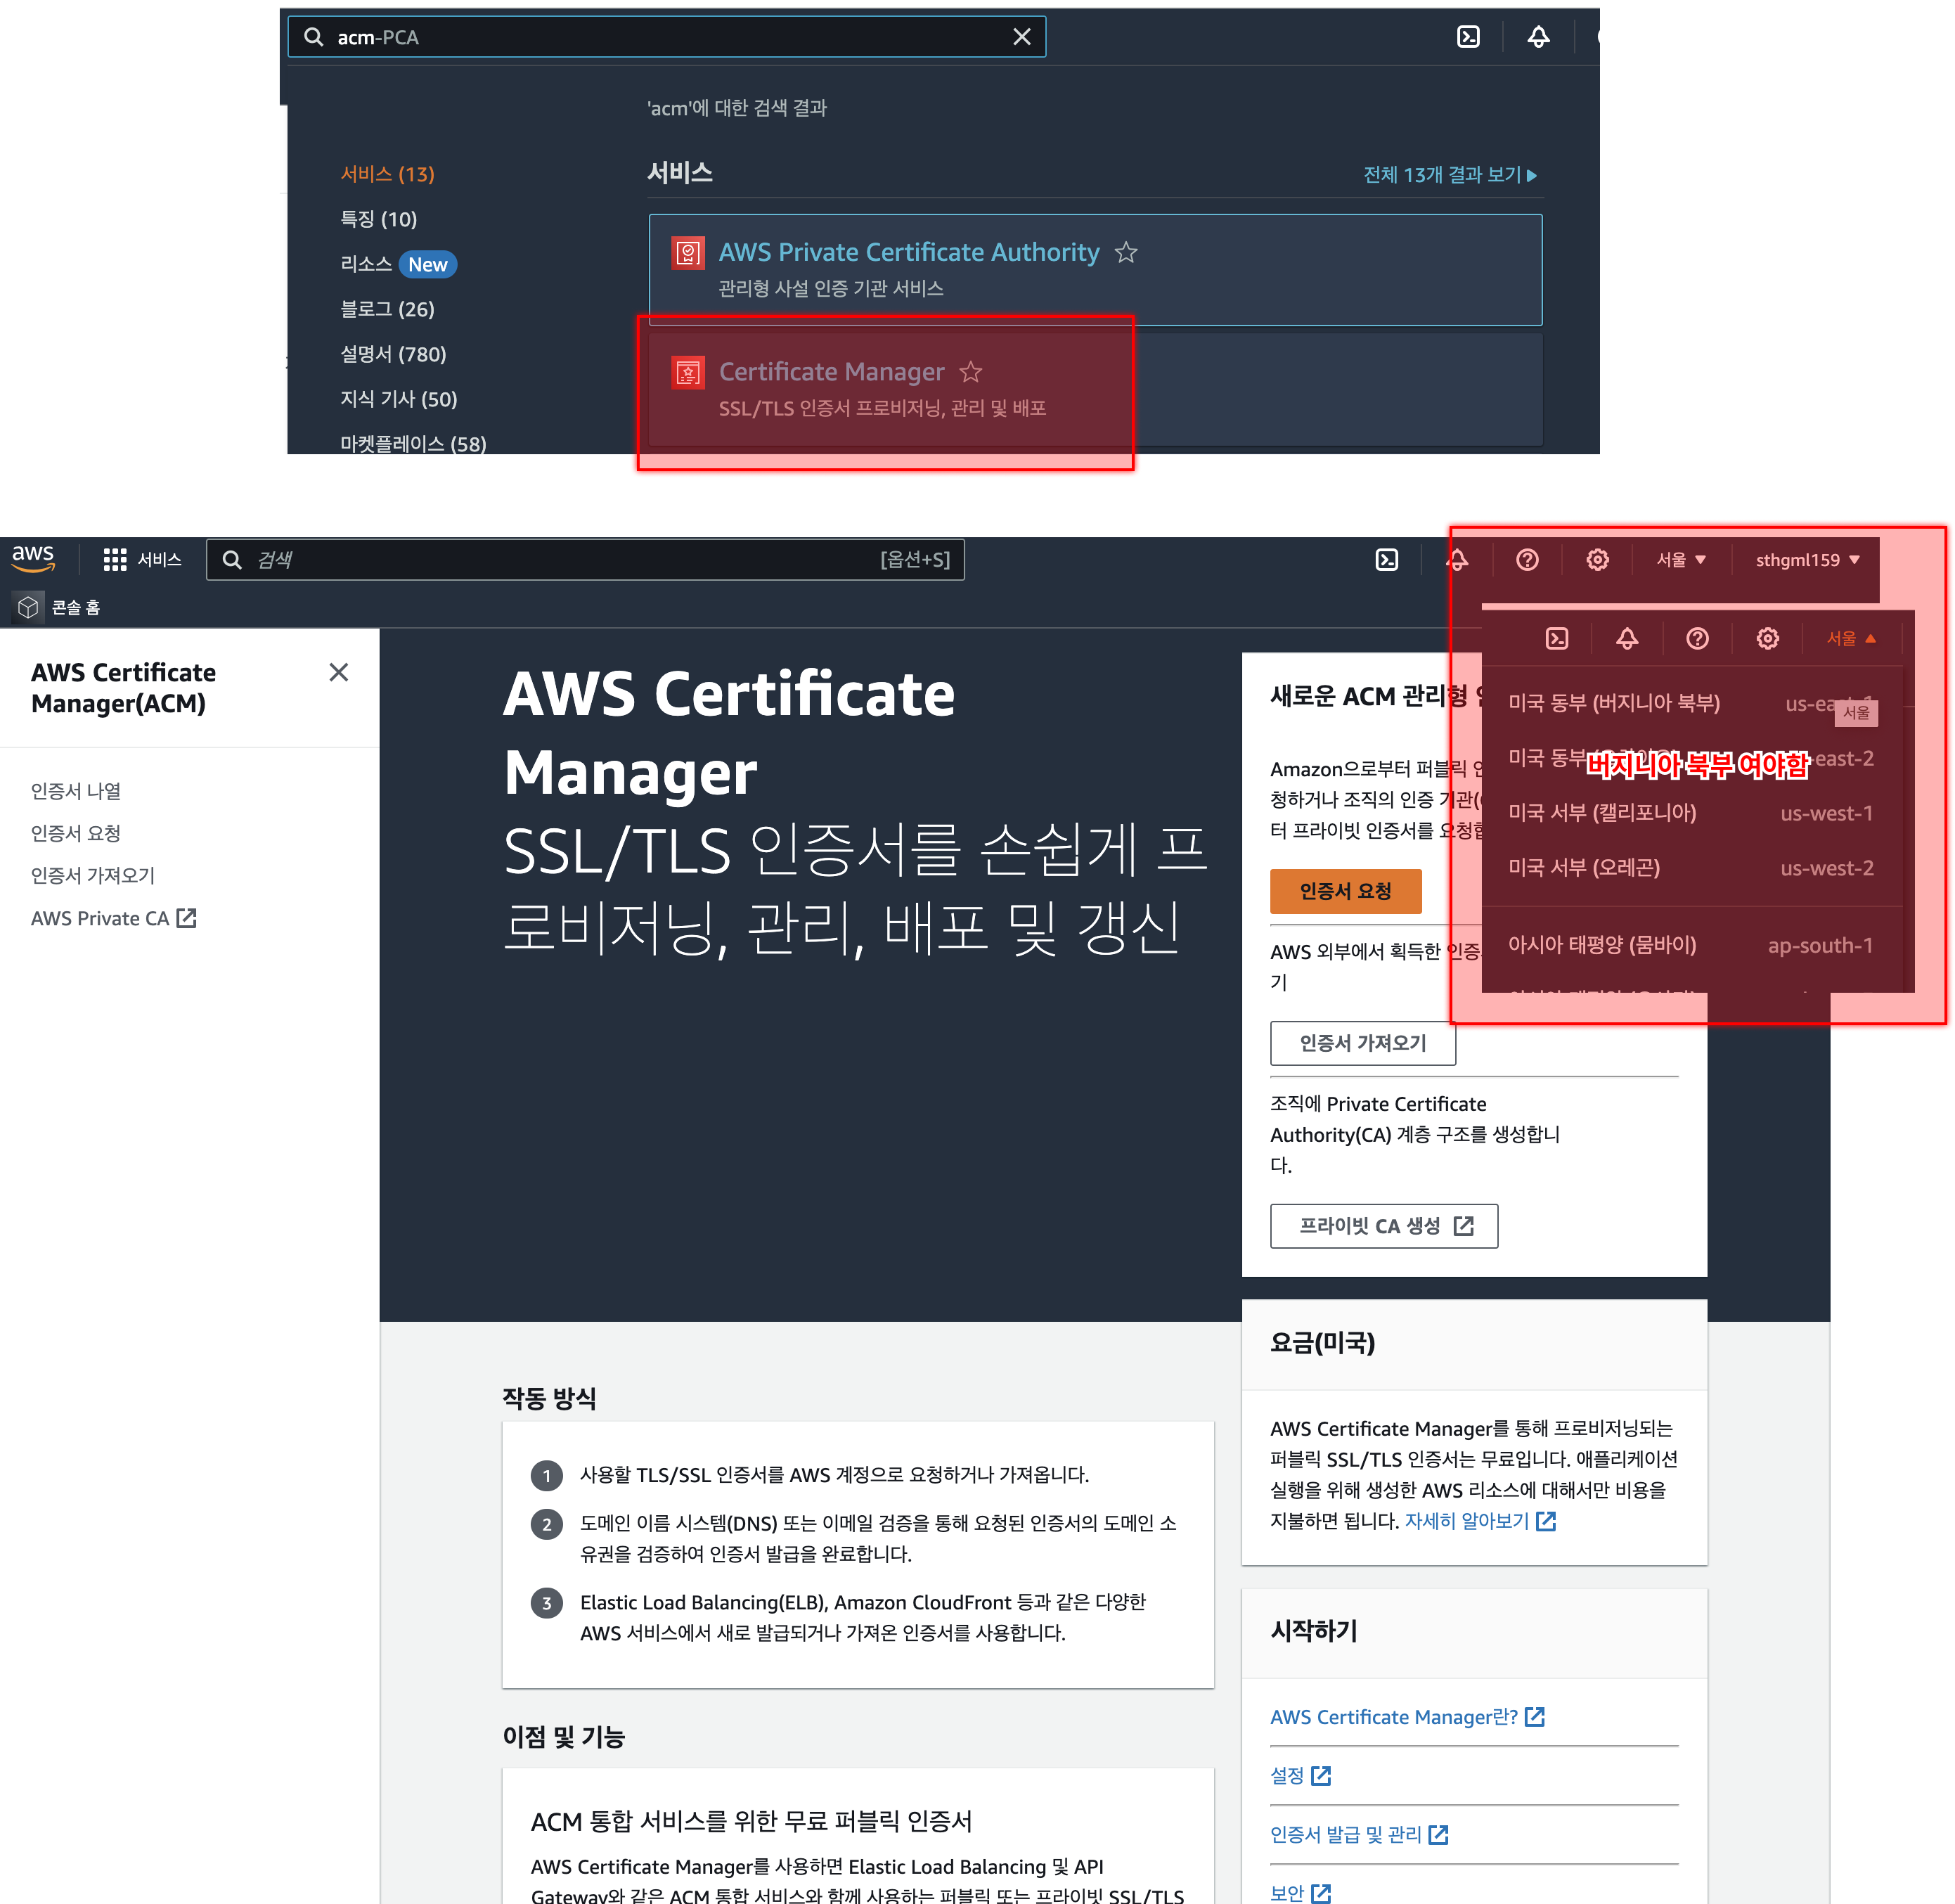 acm-PCA
'acm'에 대한 검색 결과
서비스 (13)
특징 (10)
리소스 New
블로그 (26)
설명서 (780)
지식 기사 (50)
마켓플레이스 (58)
서비스
전체 13개 결과 보기
AWS Private Certificate Authority
관리형 사설 인증 기관 서비스
Certificate Manager
SSL/TLS 인증서 프로비저닝, 관리 및 배포
aws
서비스
검색
[옵션+S]
서울
sthgml159
콘솔 홈
AWS Certificate
Manager(ACM)
인증서 나열
인증서 요청
인증서 가져오기
AWS Private CA
AWS Certificate
Manager
SSL/TLS 인증서를 손쉽게 프
로비저닝, 관리, 배포 및 갱신
새로운 ACM 관리형
Amazon으로부터 퍼블릭
청하거나 조직의 인증
터 프라이빗 인증서를
인증서 요청
AWS 외부에서 획득한
기
인증서 가져오기
조직에 Private Certificate
Authority(CA) 계층 구조를 생성합니
다.
프라이빗 CA 생성
서울
미국 동부 (버지니아 북부)
서울
미국 동부 east-2
버지니아 북부 여야함
미국 서부 (캘리포니아) us-west-1
미국 서부 (오레곤) us-west-2
아시아 태평양 (뭄바이) ap-south-1
작동 방식
1 사용할 TLS/SSL 인증서를 AWS 계정으로 요청하거나 가져옵니다.
2 도메인 이름 시스템(DNS) 또는 이메일 검증을 통해 요청된 인증서의 도메인 소
유권을 검증하여 인증서 발급을 완료합니다.
3 Elastic Load Balancing(ELB), Amazon CloudFront 등과 같은 다양한
AWS 서비스에서 새로 발급되거나 가져온 인증서를 사용합니다.
이점 및 기능
ACM 통합 서비스를 위한 무료 퍼블릭 인증서
AWS Certificate Manager를 사용하면 Elastic Load Balancing 및 API
Gateway와 같은 ACM 통합 서비스와 함께 사용하는 퍼블릭 또는 프라이빗 SSL/TLS
요금(미국)
AWS Certificate Manager를 통해 프로비저닝되는
퍼블릭 SSL/TLS 인증서는 무료입니다. 애플리케이션
실행을 위해 생성한 AWS 리소스에 대해서만 비용을
지불하면 됩니다. 자세히 알아보기
시작하기
AWS Certificate Manager란?
설정
인증서 발급 및 관리
보안